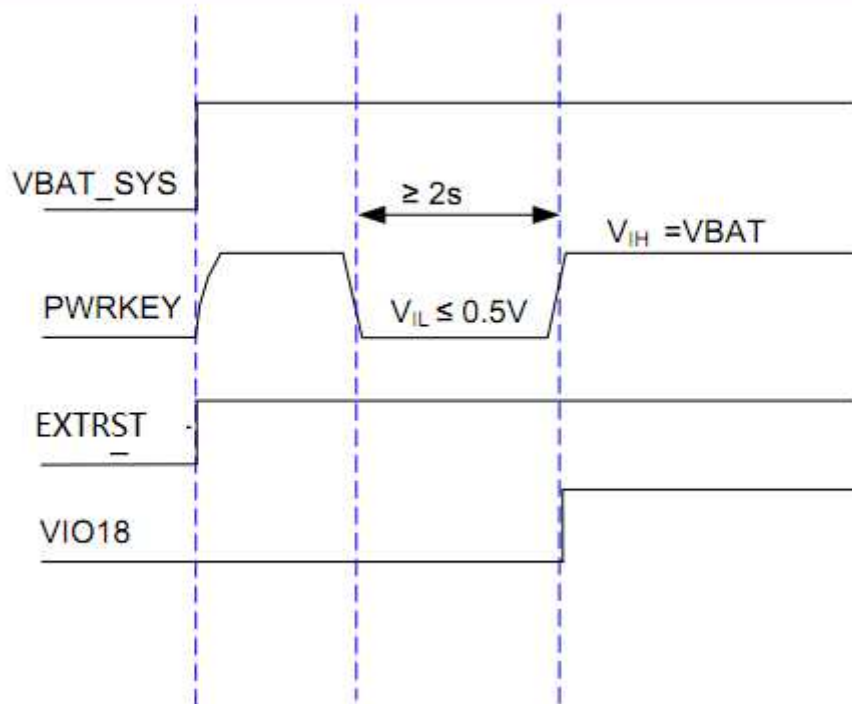 VBAT_SYS
≥ 2s
VIH =VBAT
PWRKEY
VIL ≤ 0.5V
EXTRST
VIO18